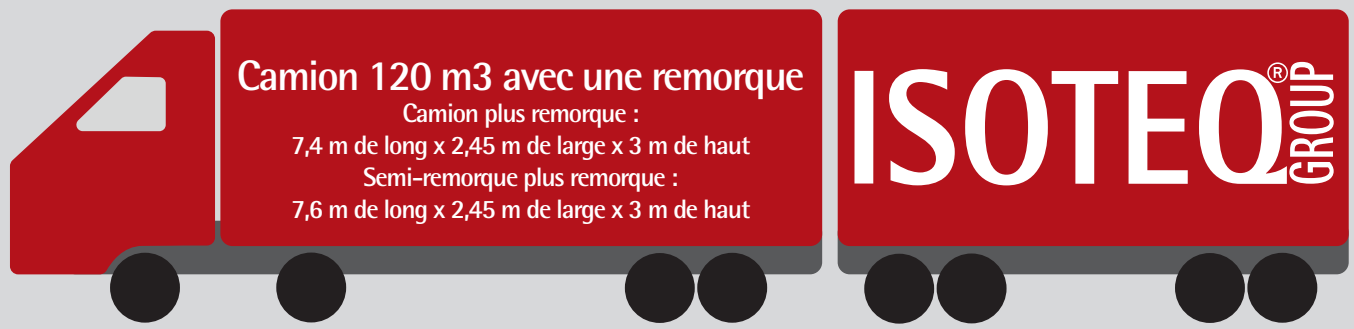 Camion 120 m3 avec une remorque
Camion plus remorque :
7,4 m de long x 2,45 m de large x 3 m de haut
Semi-remorque plus remorque :
7,6 m de long x 2,45 m de large x 3 m de haut
ISOTEQ®
GROUP